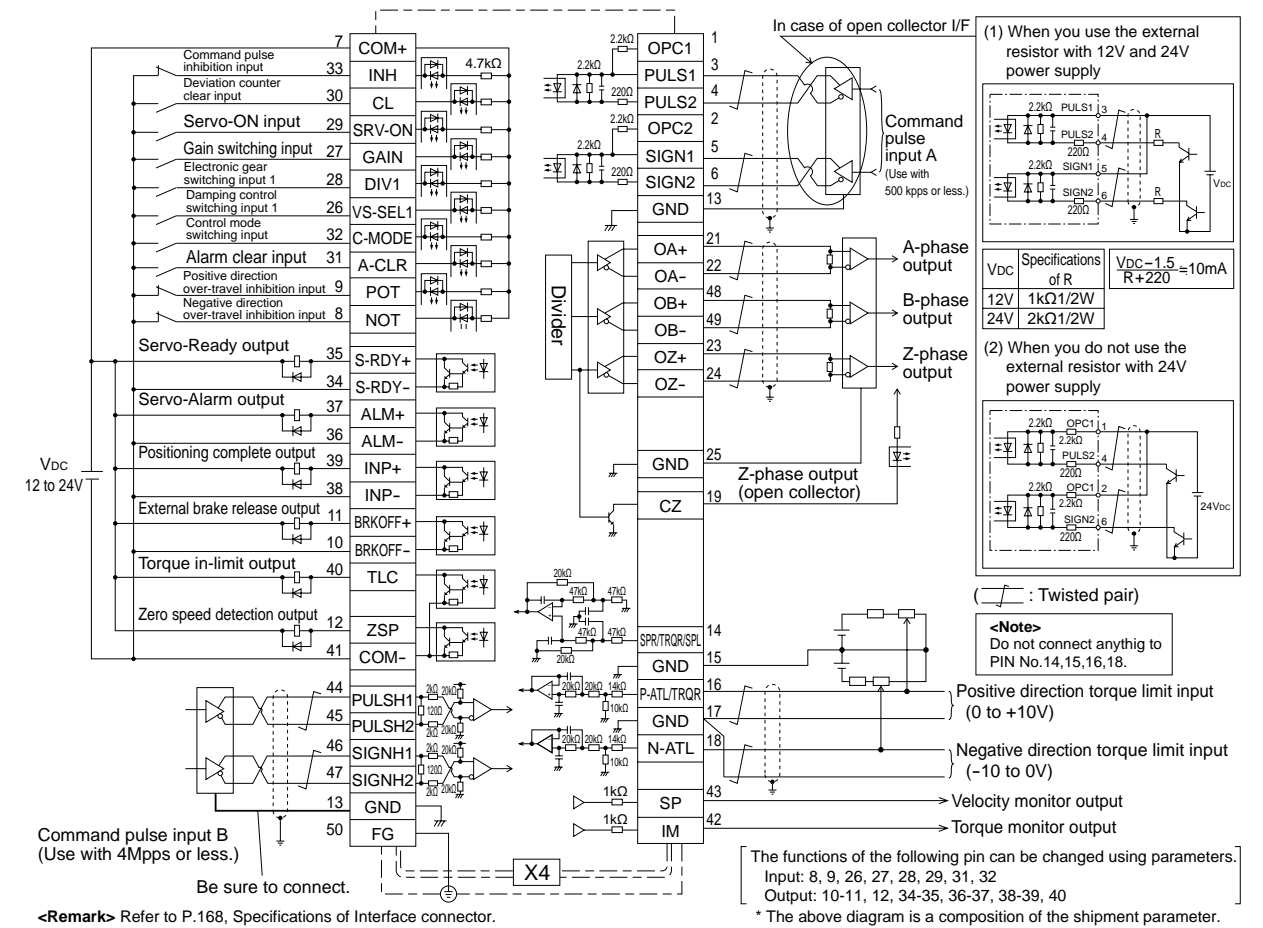 7
COM+
Command pulse
inhibition input
33
INH
4.7kΩ
Deviation counter
clear input
30
CL
Servo-ON input
29
SRV-ON
Gain switching input
27
GAIN
Electronic gear
switching input 1
28
DIV1
Damping control
switching input 1
26
VS-SEL1
Control mode
switching input
32
C-MODE
Alarm clear input
31
A-CLR
Positive direction
over-travel inhibition input
9
POT
Negative direction
over-travel inhibition input
8
NOT
Servo-Ready output
35
S-RDY+
34
S-RDY–
Servo-Alarm output
37
ALM+
36
ALM–
Positioning complete output
39
INP+
38
INP–
VDC
12 to 24V
External brake release output
11
BRKOFF+
10
BRKOFF–
Torque in-limit output
40
TLC
Zero speed detection output
12
ZSP
41
COM–
44
PULSH1
2kΩ
20kΩ
120Ω
45
PULSH2
2kΩ
20kΩ
46
SIGNH1
2kΩ
20kΩ
120Ω
47
SIGNH2
2kΩ
20kΩ
13
GND
50
FG
Command pulse input B
(Use with 4Mpps or less.)
Be sure to connect.
X4
2.2kΩ
OPC1
1
2.2kΩ
PULS1
3
220Ω
PULS2
4
2.2kΩ
OPC2
2
2.2kΩ
SIGN1
5
220Ω
SIGN2
6
GND
13
In case of open collector I/F
Command
pulse
input A
(Use with
500 kpps or less.)
Divider
OA+
21
OA–
22
A-phase
output
OB+
48
OB–
49
B-phase
output
OZ+
23
OZ–
24
Z-phase
output
GND
25
Z-phase output
(open collector)
CZ
19
20kΩ
47kΩ
47kΩ
47kΩ
47kΩ
20kΩ
SPR/TRQR/SPL
14
GND
15
20kΩ
20kΩ
14kΩ
10kΩ
P-ATL/TRQR
16
GND
17
20kΩ
20kΩ
14kΩ
10kΩ
N-ATL
18
Positive direction torque limit input
(0 to +10V)
Negative direction torque limit input
(–10 to 0V)
1kΩ
SP
43
Velocity monitor output
1kΩ
IM
42
Torque monitor output
(1) When you use the external
resistor with 12V and 24V
power supply
2.2kΩ
PULS1
3
PULS2
4
R
220Ω
2.2kΩ
SIGN1
5
SIGN2
6
R
220Ω
VDC
VDC
Specifications
of R
12V
1kΩ1/2W
24V
2kΩ1/2W
VDC–1.5
R+220
≒10mA
(2) When you do not use the
external resistor with 24V
power supply
2.2kΩ
OPC1
1
2.2kΩ
PULS2
4
220Ω
2.2kΩ
OPC1
2
2.2kΩ
SIGN2
6
220Ω
24VDC
( : Twisted pair)
<Note>
Do not connect anythig to
PIN No.14,15,16,18.
The functions of the following pin can be changed using parameters.
Input: 8, 9, 26, 27, 28, 29, 31, 32
Output: 10-11, 12, 34-35, 36-37, 38-39, 40
* The above diagram is a composition of the shipment parameter.
<Remark> Refer to P.168, Specifications of Interface connector.